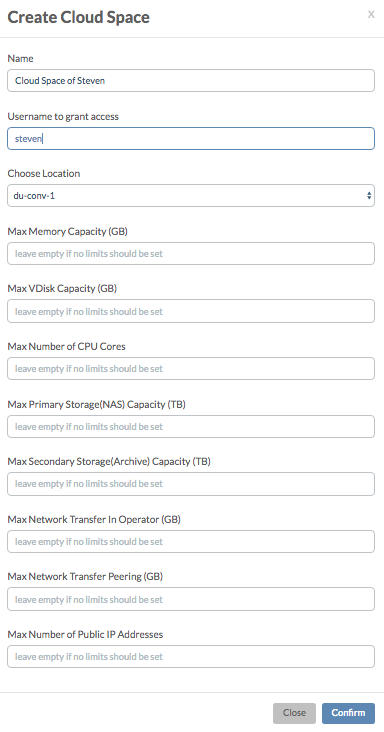 Create Cloud Space
x
Name
Cloud Space of Steven
Username to grant access
steven
Choose Location
du-conv-1
Max Memory Capacity (GB)
leave empty if no limits should be set
Max VDisk Capacity (GB)
leave empty if no limits should be set
Max Number of CPU Cores
leave empty if no limits should be set
Max Primary Storage(NAS) Capacity (TB)
leave empty if no limits should be set
Max Secondary Storage(Archive) Capacity (TB)
leave empty if no limits should be set
Max Network Transfer In Operator (GB)
leave empty if no limits should be set
Max Network Transfer Peering (GB)
leave empty if no limits should be set
Max Number of Public IP Addresses
leave empty if no limits should be set
Close Confirm